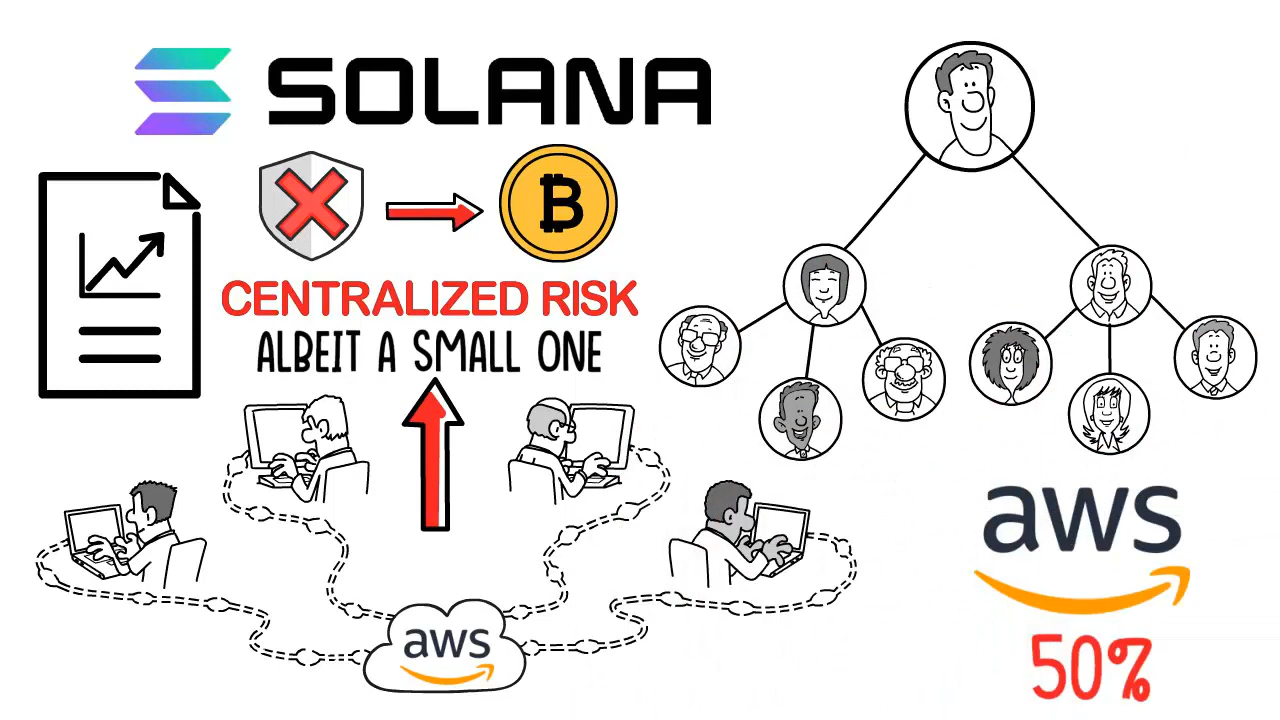 SOLANA
CENTRALIZED RISK
ALBEIT A SMALL ONE
aws
aws
50%